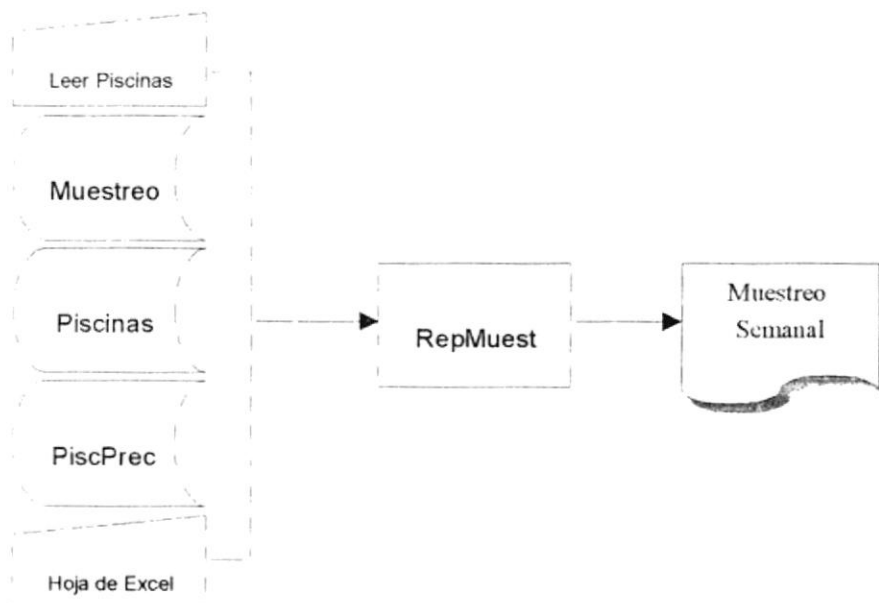 Leer Piscinas
Muestreo
Piscinas
PiscPrec
Hoja de Excel
RepMuest
Muestreo
Semanal